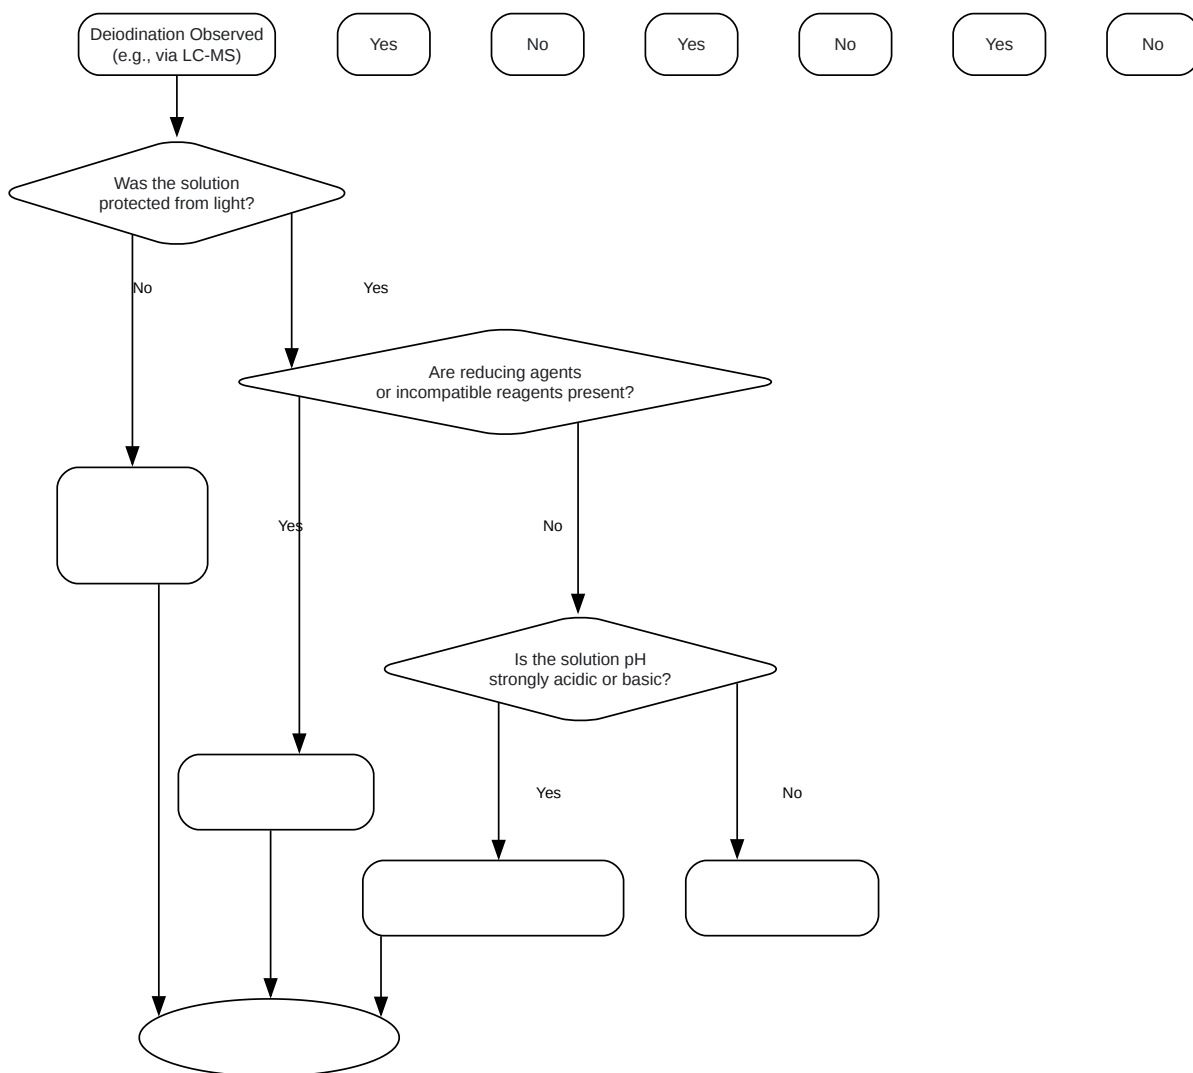 Deiodination Observed
(e.g., via LC-MS)
Yes
No
Yes
No
Yes
No
Was the solution
protected from light?
No
Yes
Are reducing agents
or incompatible reagents present?
Yes
No
Is the solution pH
strongly acidic or basic?
Yes
No